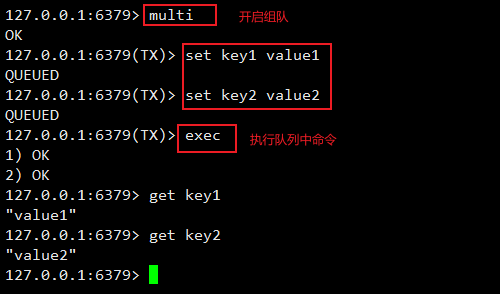 127.0.0.1:6379> multi 开启组队
OK
127.0.0.1:6379(TX)> set key1 value1
QUEUED
127.0.0.1:6379(TX)> set key2 value2
QUEUED
127.0.0.1:6379(TX)> exec 执行队列中命令
1) OK
2) OK
127.0.0.1:6379> get key1
"value1"
127.0.0.1:6379> get key2
"value2"
127.0.0.1:6379>